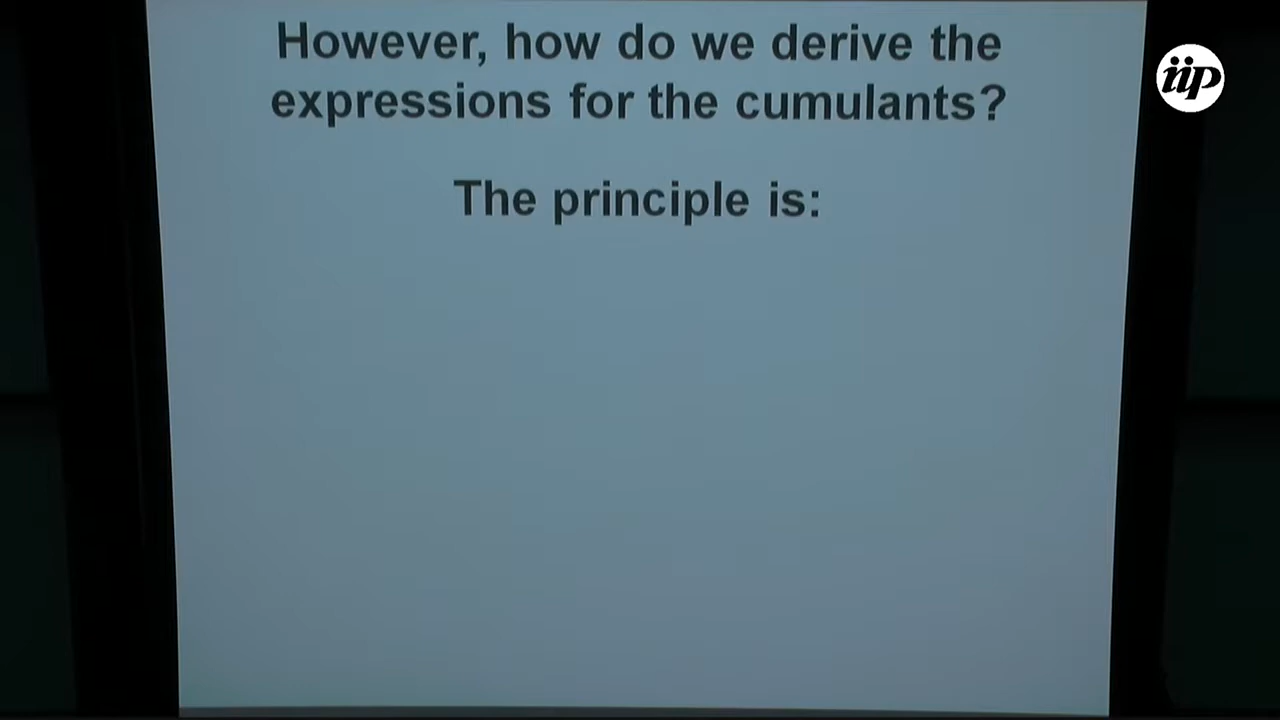 However, how do we derive the
expressions for the cumulants?
The principle is:
iip